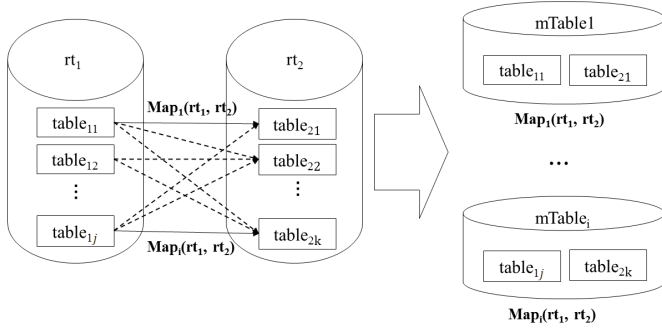 rt₁
rt₂
Map₁(rt₁, rt₂)
table₁₁
table₁₂
⋮
table₁ⱼ
table₂₁
table₂₂
⋮
table₂ₖ
Mapᵢ(rt₁, rt₂)
mTable1
table₁₁ table₂₁
Map₁(rt₁, rt₂)
...
mTableᵢ
table₁ⱼ table₂ₖ
Mapᵢ(rt₁, rt₂)